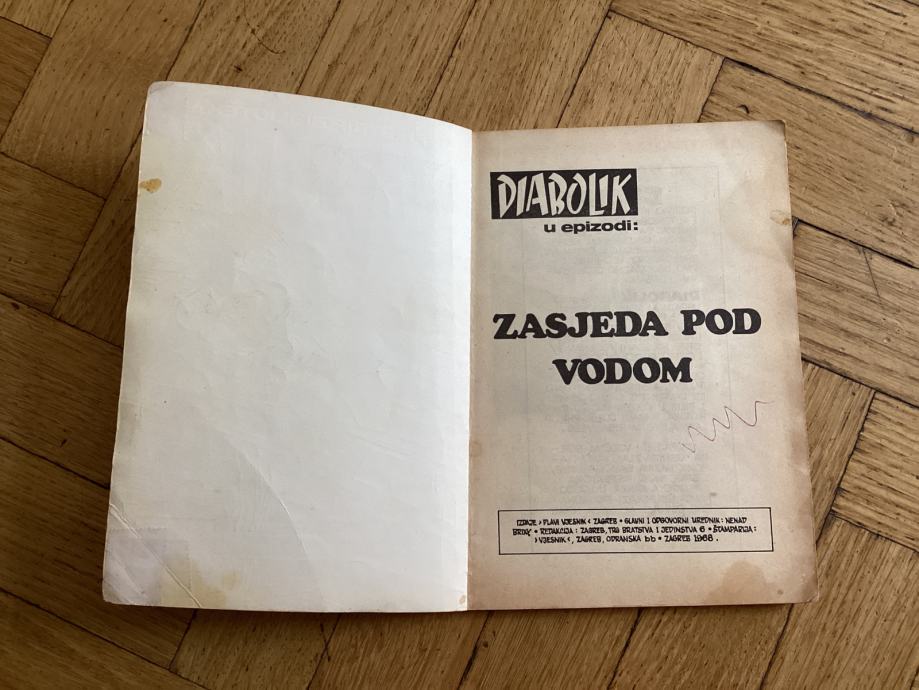 DIABOLIK
u epizodi:
ZASJEDA POD
VODOM
IZDAJE › PLAVI VJESNIK ‹ ZAGREB • GLAVNI I ODGOVORNI UREDNIK: NENAD
BRIXY • REDAKCIJA: ZAGREB, TRG BRATSTVA I JEDINSTVA 6 • ŠTAMPARIJA:
› VJESNIK ‹, ZAGREB, ODRANSKA bb • ZAGREB 1968.